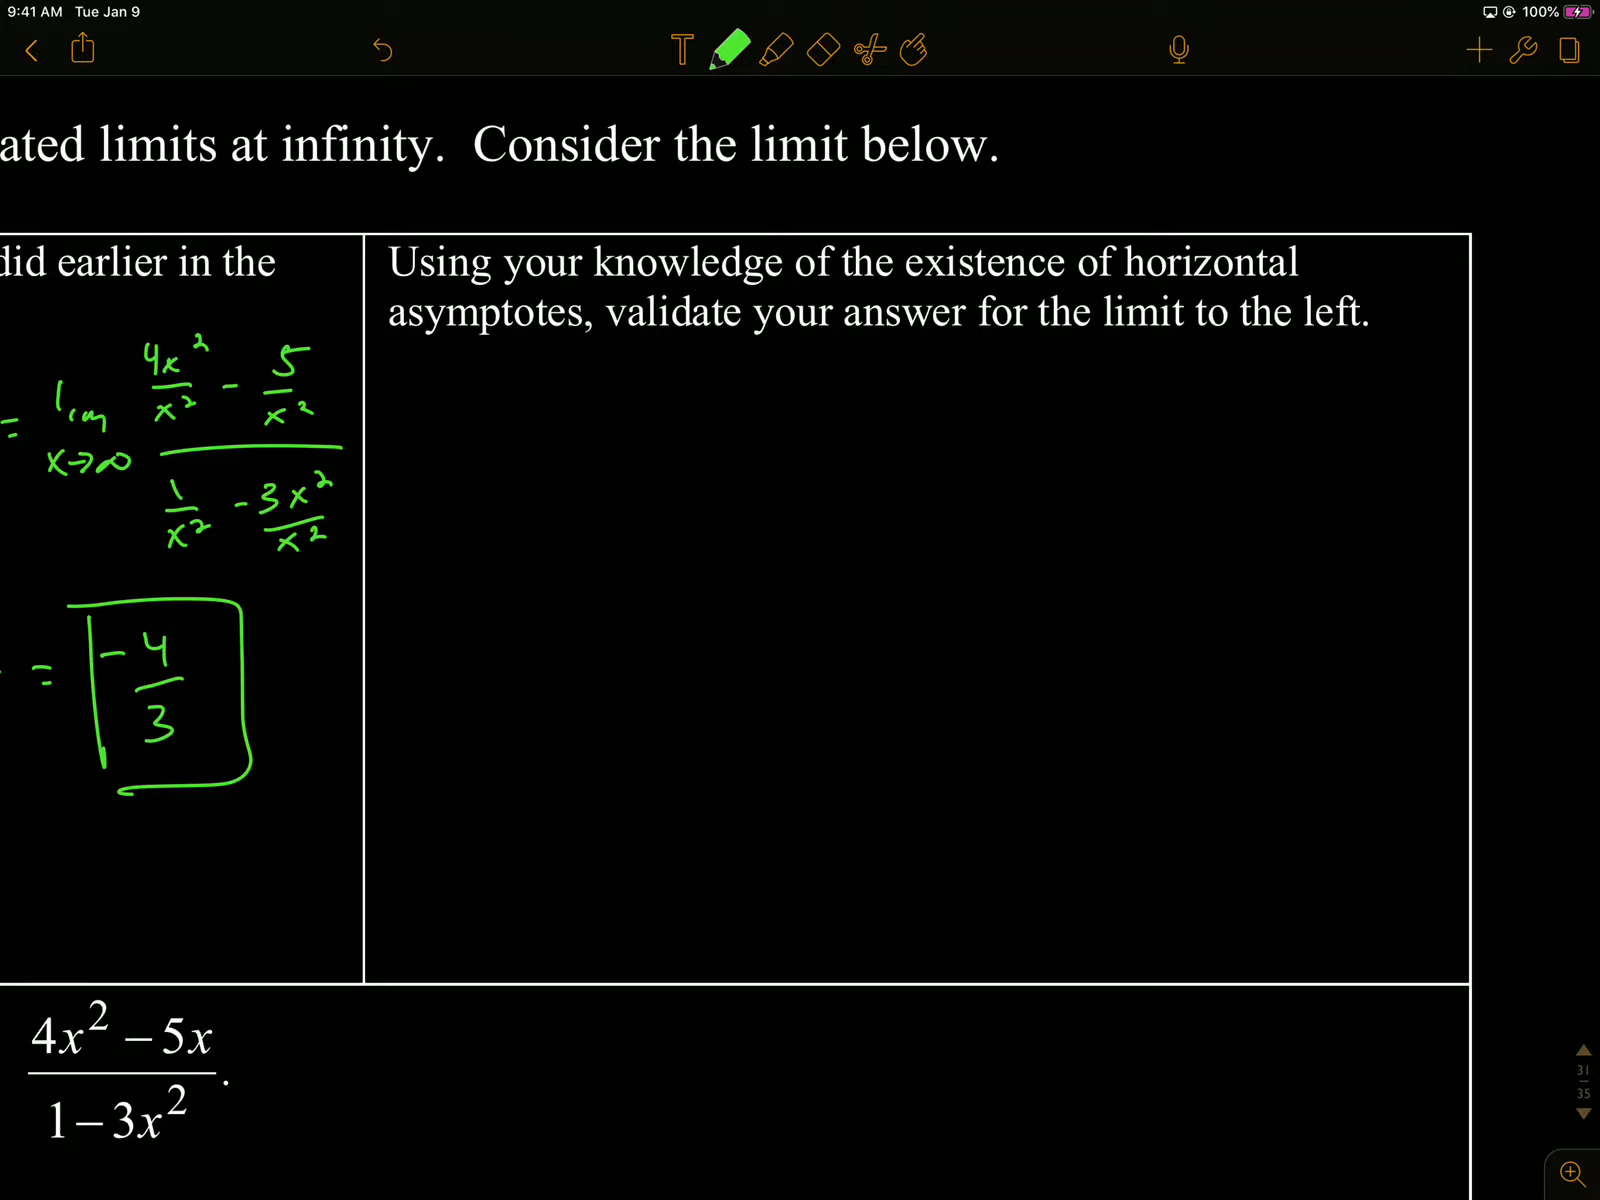 9:41 AM Tue Jan 9
100%
T
ated limits at infinity. Consider the limit below.
did earlier in the
= lim x→∞ (4x²/x² - 5/x²) / (1/x² - 3x²/x²)
= - 4/3
Using your knowledge of the existence of horizontal
asymptotes, validate your answer for the limit to the left.
4x² − 5x
1 − 3x²
.
31
35